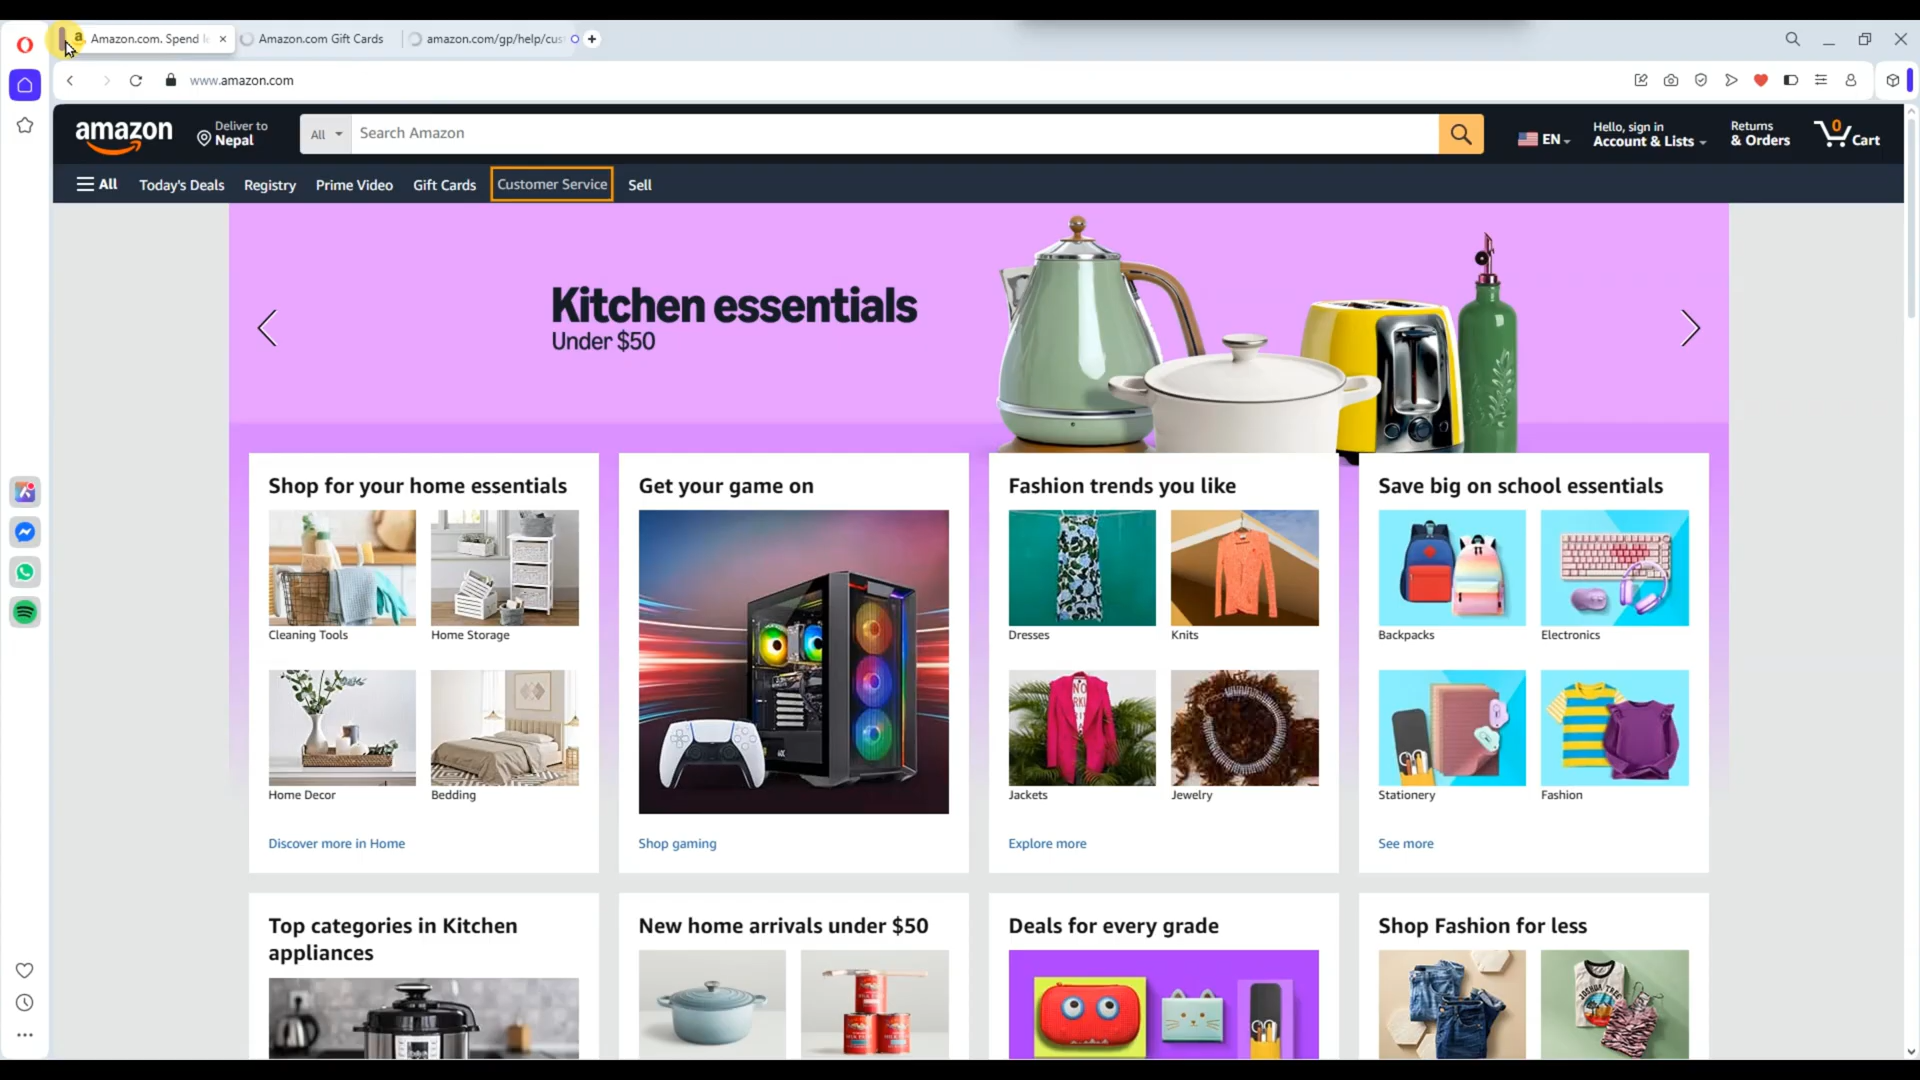 Amazon.com. Spend
Amazon.com Gift Cards
amazon.com/gp/help/cus
www.amazon.com
amazon
Deliver to
Nepal
All
Search Amazon
EN
Hello, sign in
Account & Lists
Returns
& Orders
0
Cart
All
Today's Deals
Registry
Prime Video
Gift Cards
Customer Service
Sell
Kitchen essentials
Under $50
Shop for your home essentials
Cleaning Tools
Home Storage
Home Decor
Bedding
Discover more in Home
Get your game on
Shop gaming
Fashion trends you like
Dresses
Knits
Jackets
Jewelry
Explore more
Save big on school essentials
Backpacks
Electronics
Stationery
Fashion
See more
Top categories in Kitchen
appliances
New home arrivals under $50
Deals for every grade
Shop Fashion for less
JOSHUA TREE